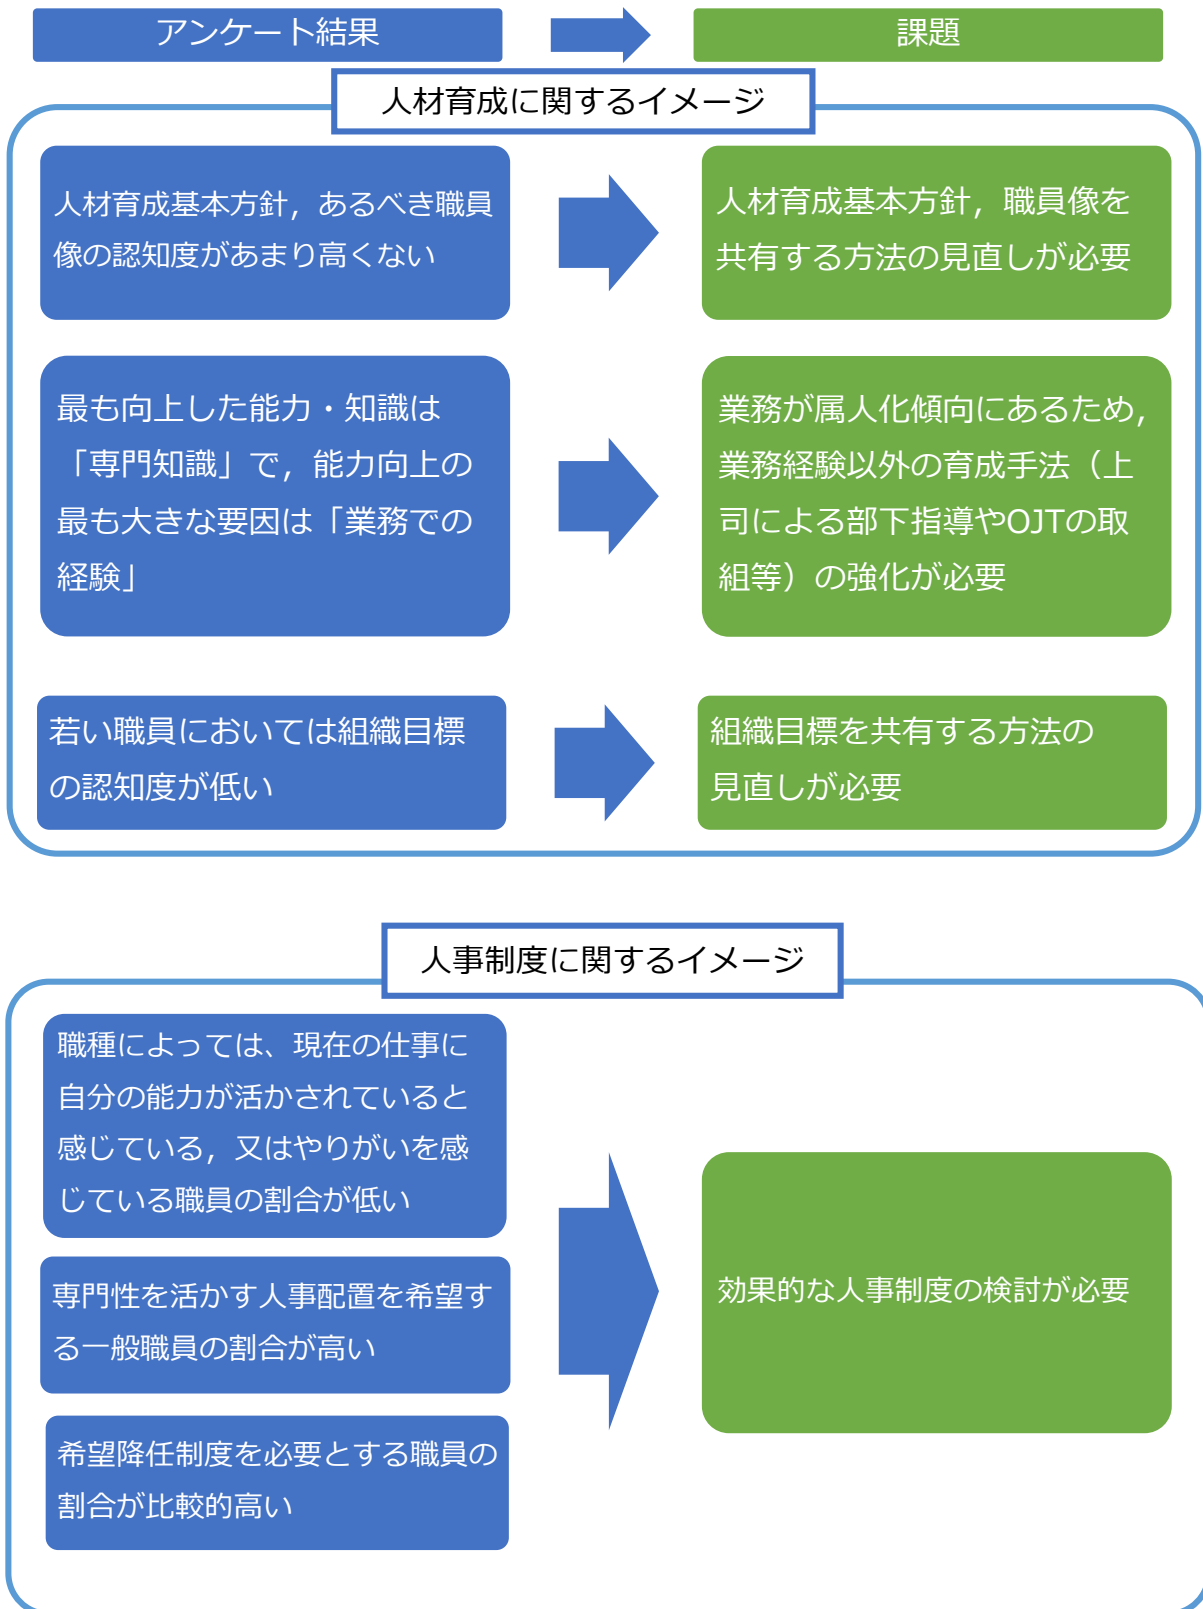 アンケート結果
課題
人材育成に関するイメージ
人材育成基本方針，あるべき職員
像の認知度があまり高くない
人材育成基本方針，職員像を
共有する方法の見直しが必要
最も向上した能力・知識は
「専門知識」で，能力向上の
最も大きな要因は「業務での
経験」
業務が属人化傾向にあるため，
業務経験以外の育成手法（上
司による部下指導やOJTの取
組等）の強化が必要
若い職員においては組織目標
の認知度が低い
組織目標を共有する方法の
見直しが必要
人事制度に関するイメージ
職種によっては、現在の仕事に
自分の能力が活かされていると
感じている，又はやりがいを感
じている職員の割合が低い
専門性を活かす人事配置を希望す
る一般職員の割合が高い
希望降任制度を必要とする職員の
割合が比較的高い
効果的な人事制度の検討が必要